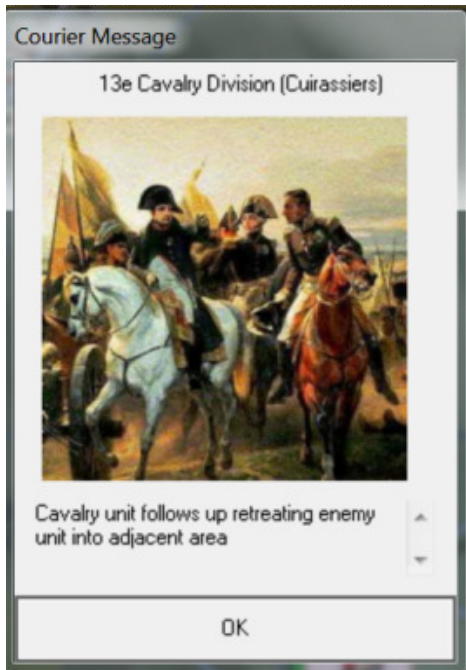 Courier Message
13e Cavalry Division (Cuirassiers)
Cavalry unit follows up retreating enemy
unit into adjacent area
OK